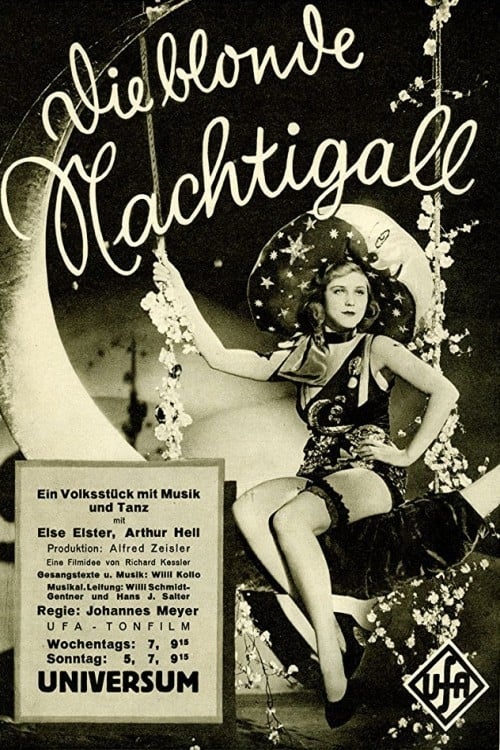 Die blonde
Nachtigall
Ein Volksstück mit Musik
und Tanz
mit
Else Elster, Arthur Hell
Produktion: Alfred Zeisler
Eine Filmidee von Richard Kessler
Gesangstexte u. Musik: Willi Kollo
Musikal. Leitung: Willi Schmidt-
Gentner und Hans J. Salter
Regie: Johannes Meyer
UFA-TONFILM
Wochentags: 7, 9¹⁵
Sonntag: 5, 7, 9¹⁵
UNIVERSUM
UFA